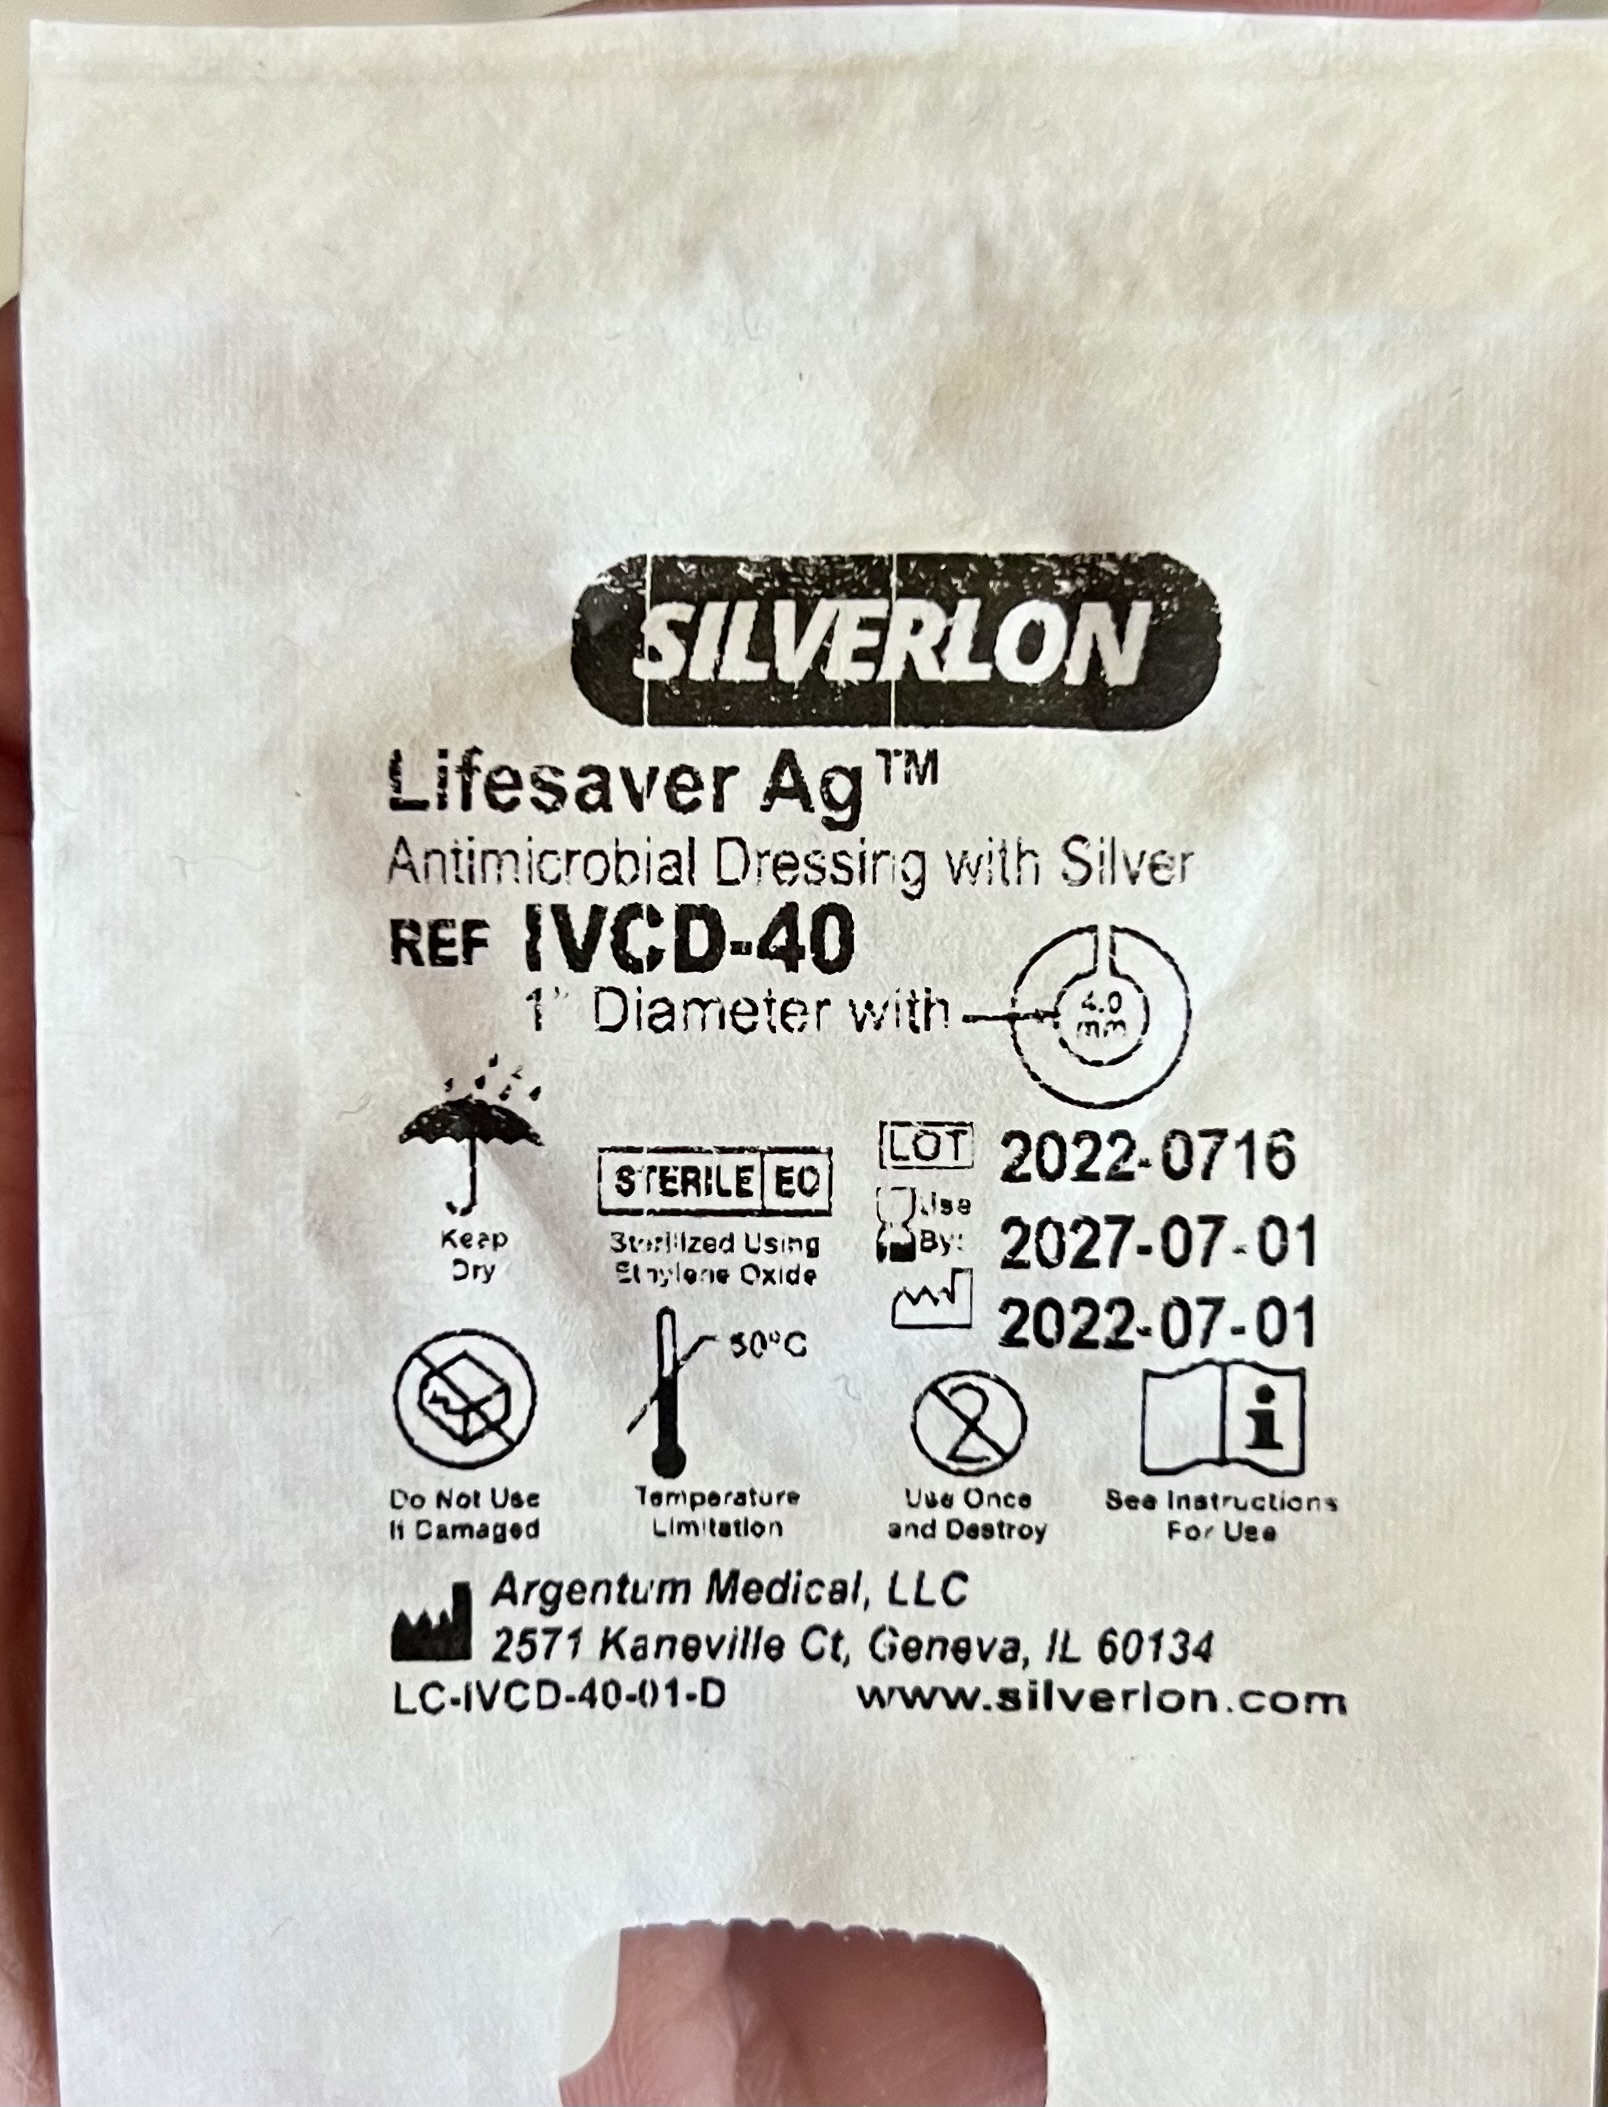 SILVERLON
Lifesaver Ag™
Antimicrobial Dressing with Silver
REF IVCD-40
1" Diameter with
4.0
mm
LOT 2022-0716
Use
By: 2027-07-01
2022-07-01
STERILE EO
Keep
Dry
Sterilized Using
Ethylene Oxide
50°C
2
i
Do Not Use
If Damaged
Temperature
Limitation
Use Once
and Destroy
See Instructions
For Use
Argentum Medical, LLC
2571 Kaneville Ct, Geneva, IL 60134
LC-IVCD-40-01-D www.silverlon.com